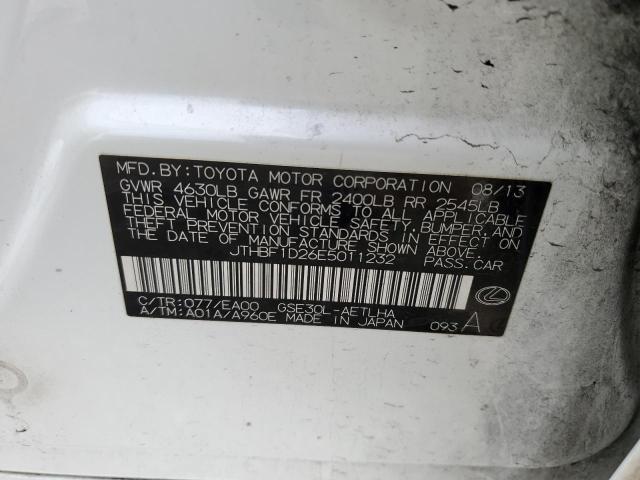 MFD.BY:TOYOTA MOTOR CORPORATION 08/13
GVWR 4630LB GAWR FR 2400LB RR 2545LB
THIS VEHICLE CONFORMS TO ALL APPLICABLE
FEDERAL MOTOR VEHICLE SAFETY,BUMPER,AND
THEFT PREVENTION STANDARDS IN EFFECT ON
THE DATE OF MANUFACTURE SHOWN ABOVE.
JTHBF1D26E5011232 PASS.CAR
C/TR:077/EA00 GSE30L-AETLHA
A/TM:A01A/A960E MADE IN JAPAN 093 A